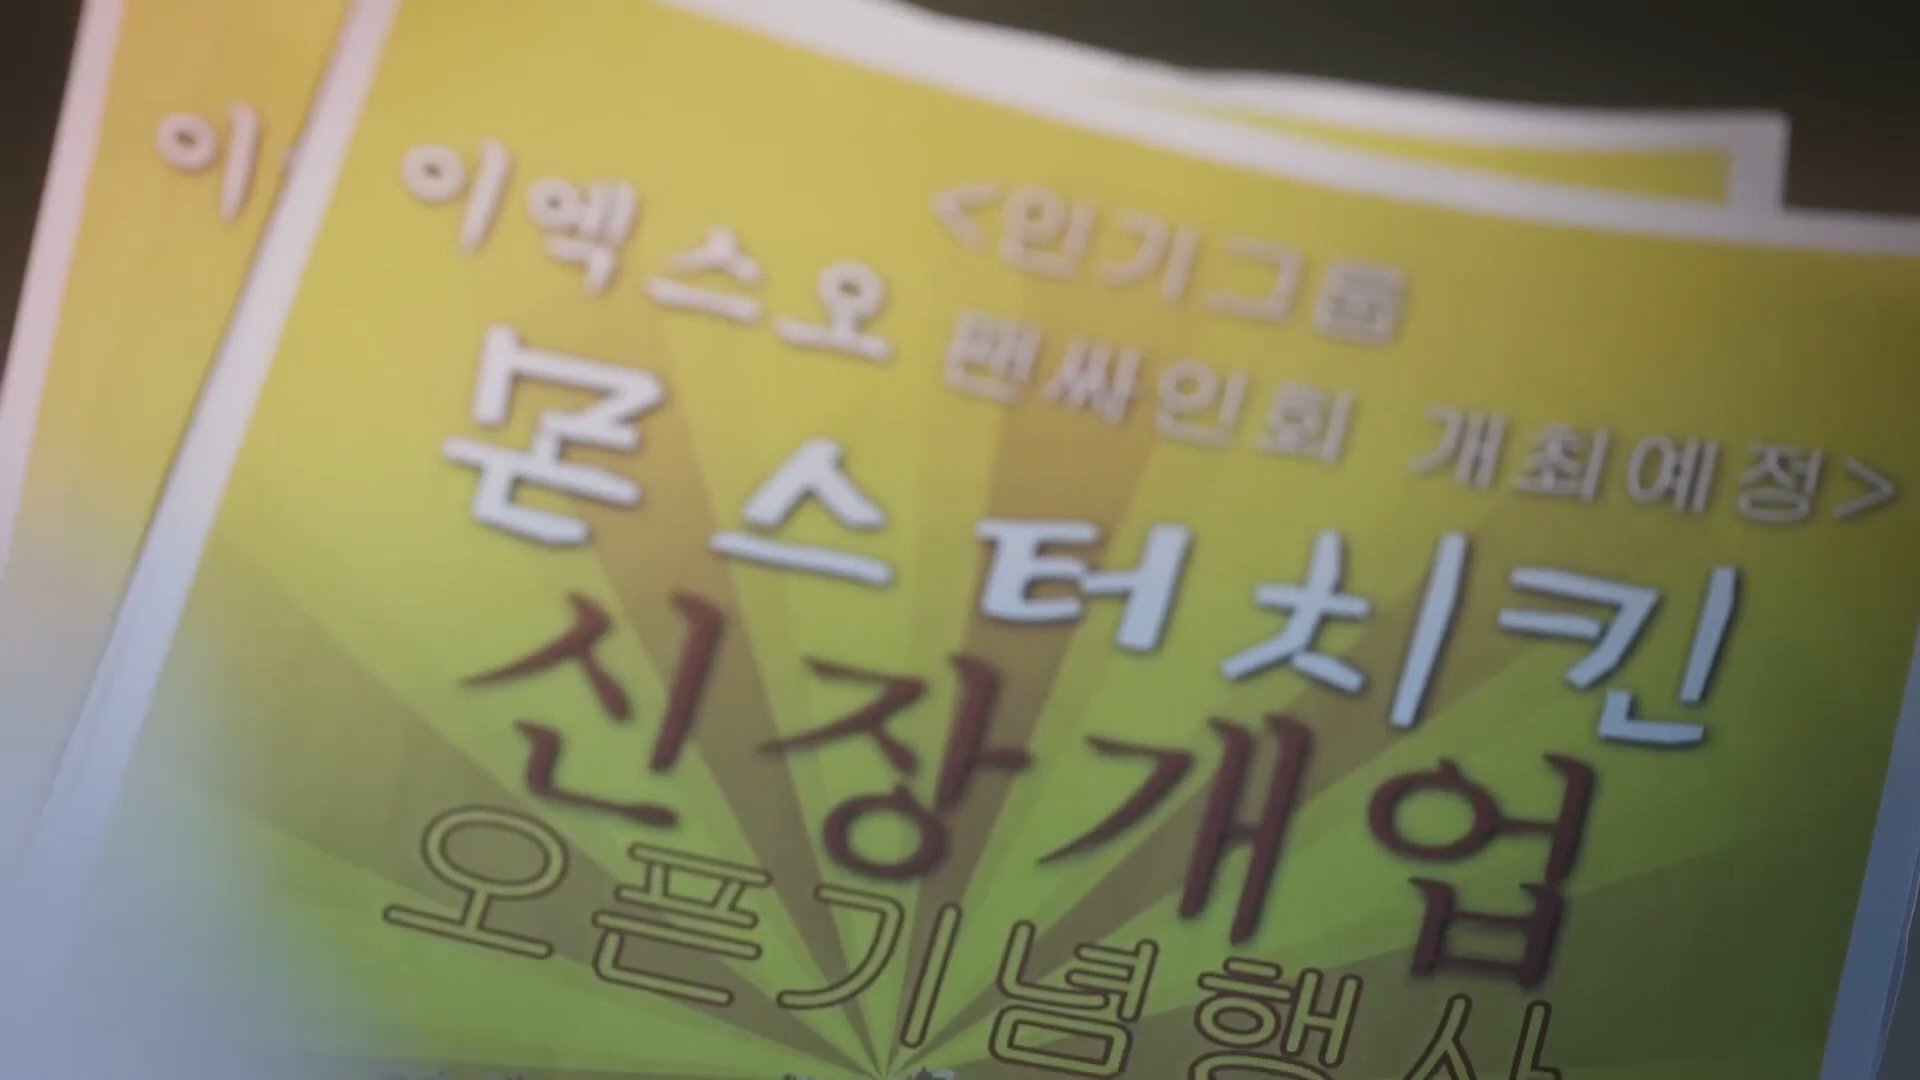 이엑스오
<인기그룹
팬싸인회 개최예정>
몬스터치킨
신장개업
오픈기념행사
이